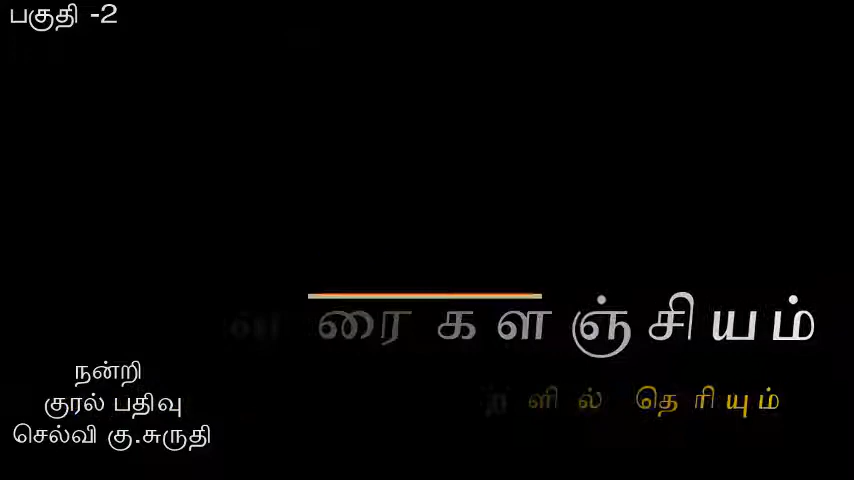 பகுதி -2
ரை களஞ்சியம்
ளில் தெரியும்
நன்றி
குரல் பதிவு
செல்வி கு.சுருதி